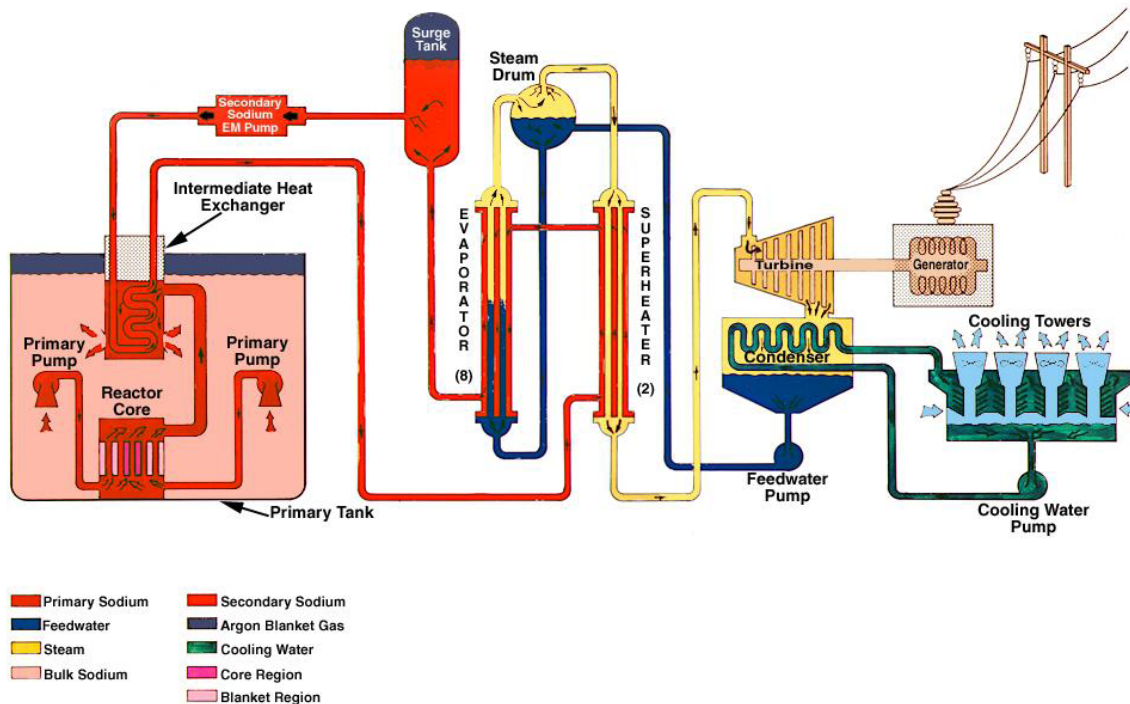 Surge
Tank
Steam
Drum
Secondary
Sodium
EM Pump
Intermediate Heat
Exchanger
EVAPORATOR
(8)
SUPERHEATER
(2)
Turbine
Generator
Condenser
Cooling Towers
Primary
Pump
Primary
Pump
Reactor
Core
Primary Tank
Feedwater
Pump
Cooling Water
Pump
Primary Sodium
Feedwater
Steam
Bulk Sodium
Secondary Sodium
Argon Blanket Gas
Cooling Water
Core Region
Blanket Region